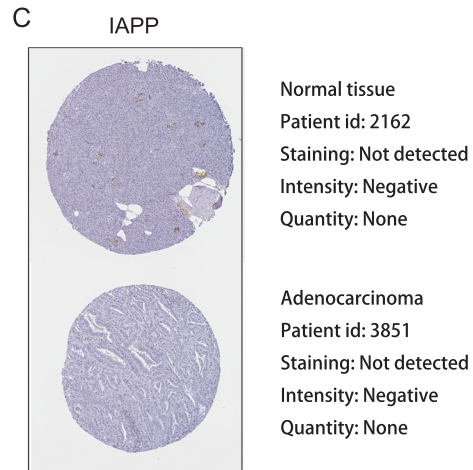 C
IAPP
Normal tissue
Patient id: 2162
Staining: Not detected
Intensity: Negative
Quantity: None
Adenocarcinoma
Patient id: 3851
Staining: Not detected
Intensity: Negative
Quantity: None